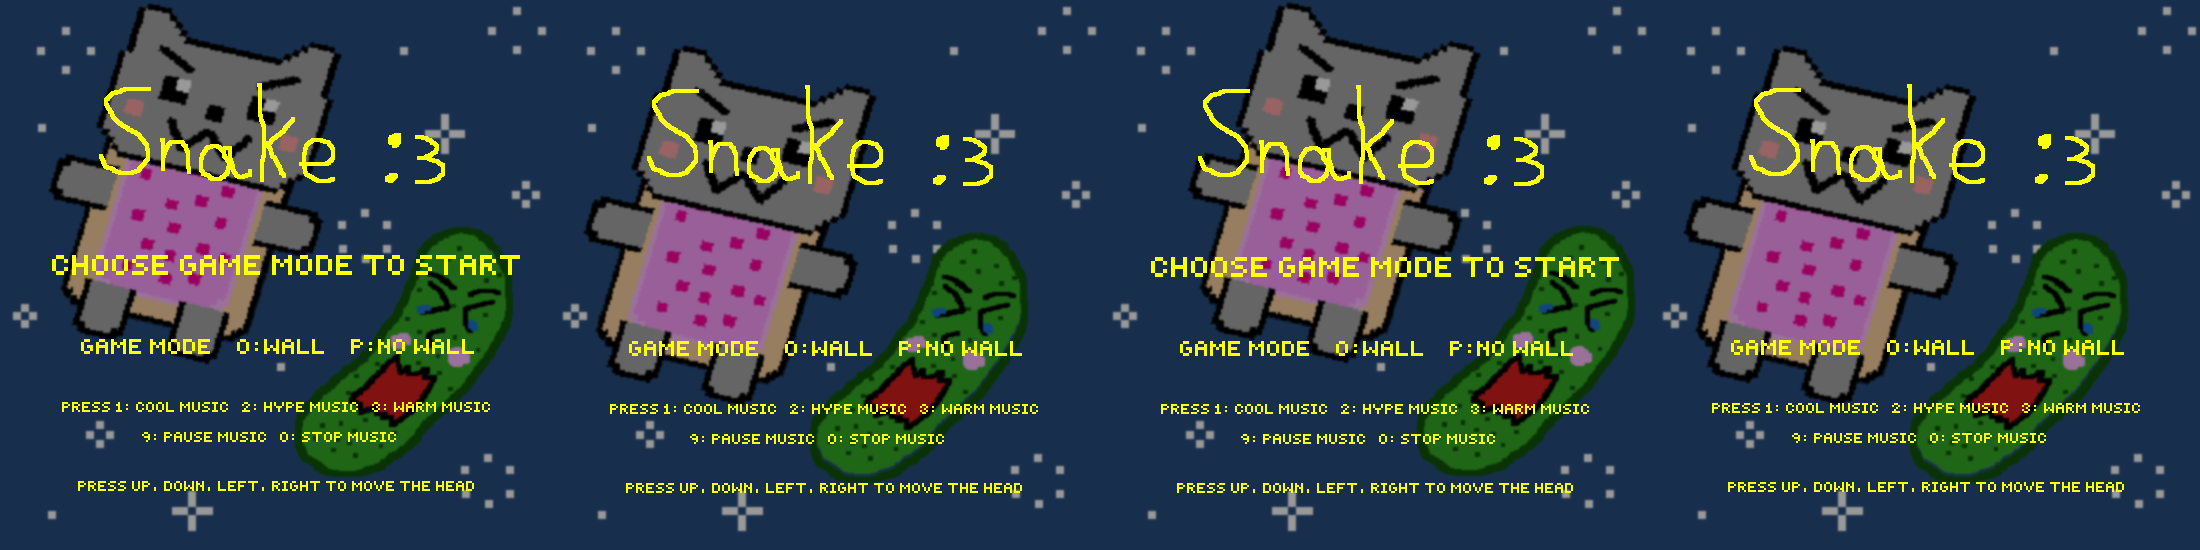 Snake :3
CHOOSE GAME MODE TO START
GAME MODE O:WALL P:NO WALL
PRESS 1: COOL MUSIC 2: HYPE MUSIC 3: WARM MUSIC
9: PAUSE MUSIC 0: STOP MUSIC
PRESS UP, DOWN, LEFT, RIGHT TO MOVE THE HEAD
Snake :3
GAME MODE O:WALL P:NO WALL
PRESS 1: COOL MUSIC 2: HYPE MUSIC 3: WARM MUSIC
9: PAUSE MUSIC 0: STOP MUSIC
PRESS UP, DOWN, LEFT, RIGHT TO MOVE THE HEAD
Snake :3
CHOOSE GAME MODE TO START
GAME MODE O:WALL P:NO WALL
PRESS 1: COOL MUSIC 2: HYPE MUSIC 3: WARM MUSIC
9: PAUSE MUSIC 0: STOP MUSIC
PRESS UP, DOWN, LEFT, RIGHT TO MOVE THE HEAD
Snake :3
GAME MODE O:WALL P:NO WALL
PRESS 1: COOL MUSIC 2: HYPE MUSIC 3: WARM MUSIC
9: PAUSE MUSIC 0: STOP MUSIC
PRESS UP, DOWN, LEFT, RIGHT TO MOVE THE HEAD